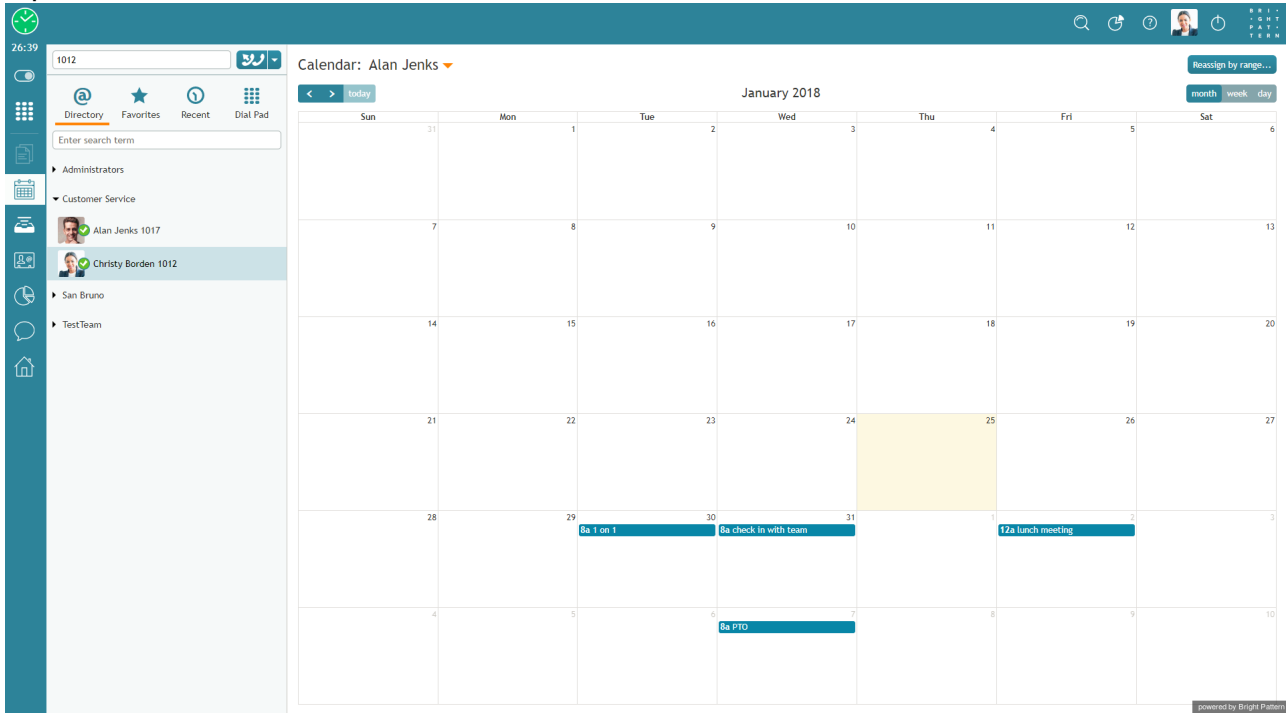 B R I ·
· G H T
P A T ·
T E R N
26:39
1012
Calendar: Alan Jenks
Reassign by range...
Directory Favorites Recent Dial Pad
< > today
January 2018
month week day
Enter search term
Sun Mon Tue Wed Thu Fri Sat
31 1 2 3 4 5 6
Administrators
Customer Service
Alan Jenks 1017
Christy Borden 1012
San Bruno
TestTeam
7 8 9 10 11 12 13
14 15 16 17 18 19 20
21 22 23 24 25 26 27
28 29 30 31 1 2 3
8a 1 on 1 8a check in with team 12a lunch meeting
4 5 6 7 8 9 10
8a PTO
powered by Bright Pattern